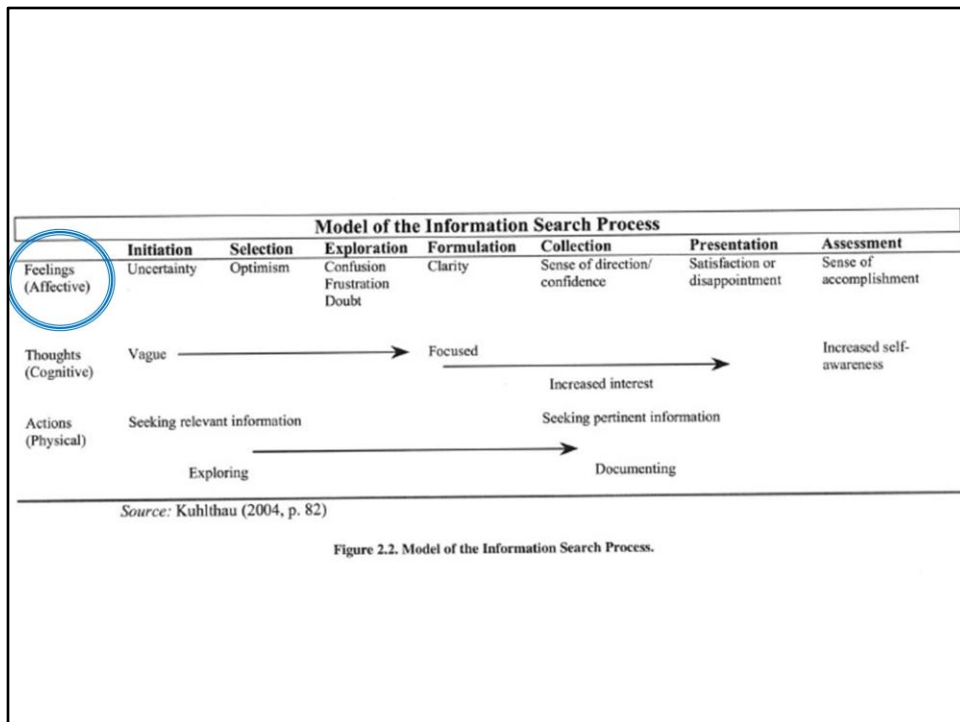 Model of the Information Search Process
Initiation Selection Exploration Formulation Collection Presentation Assessment
Feelings Uncertainty Optimism Confusion Clarity Sense of direction/ Satisfaction or Sense of
(Affective) Frustration confidence disappointment accomplishment
Doubt
Thoughts Vague Focused Increased self-
(Cognitive) awareness
Increased interest
Actions Seeking relevant information Seeking pertinent information
(Physical)
Exploring Documenting
Source: Kuhlthau (2004, p. 82)
Figure 2.2. Model of the Information Search Process.